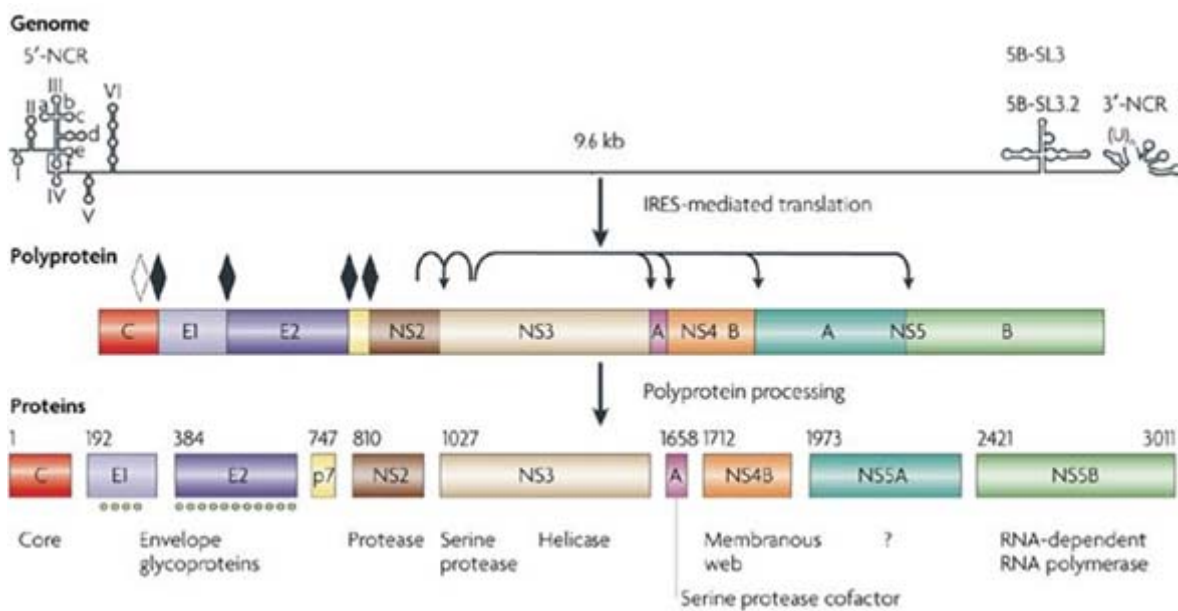 Genome
5'-NCR
5B-SL3
III
VI
II a b
c
5B-SL3.2 3'-NCR
d
(U)n
e
9.6 kb
I
f
IV
V
IRES-mediated translation
Polyprotein
C E1 E2 NS2 NS3 A NS4 B A NS5 B
Polyprotein processing
Proteins
1 192 384 747 810 1027 1658 1712 1973 2421 3011
C E1 E2 p7 NS2 NS3 A NS4B NS5A NS5B
Core Envelope Protease Serine Helicase Membranous ? RNA-dependent
glycoproteins protease web RNA polymerase
Serine protease cofactor